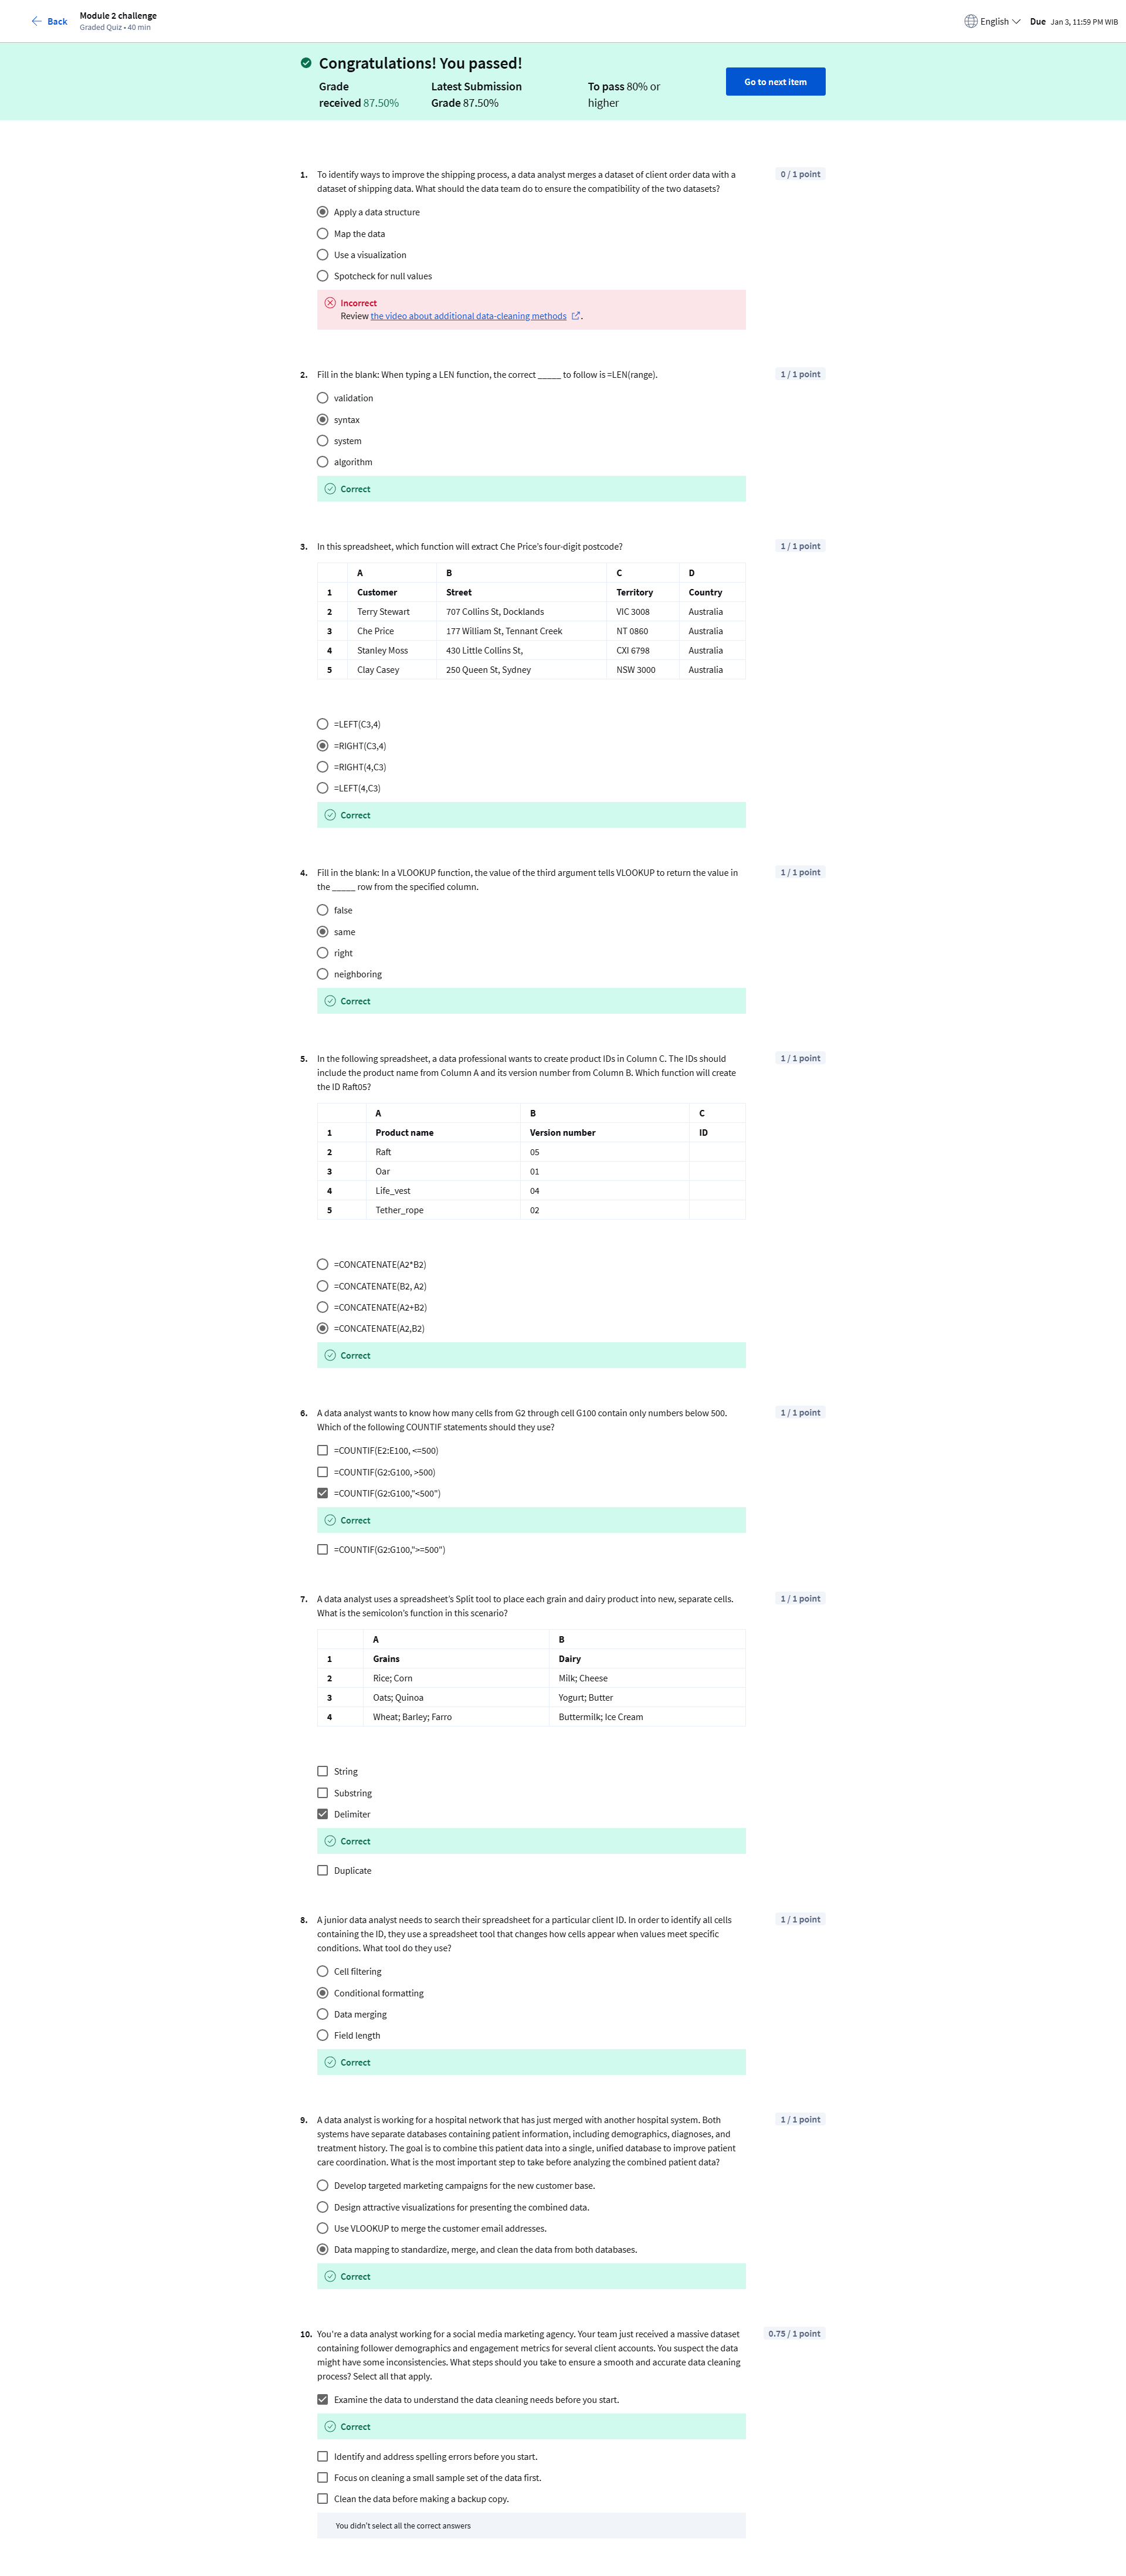 Back
Module 2 challenge
Graded Quiz • 40 min
English
Due Jan 3, 11:59 PM WIB
Congratulations! You passed!
Grade received 87.50%
Latest Submission Grade 87.50%
To pass 80% or higher
Go to next item
1. To identify ways to improve the shipping process, a data analyst merges a dataset of client order data with a
dataset of shipping data. What should the data team do to ensure the compatibility of the two datasets?
0 / 1 point
Apply a data structure
Map the data
Use a visualization
Spotcheck for null values
Incorrect
Review the video about additional data-cleaning methods .
2. Fill in the blank: When typing a LEN function, the correct _____ to follow is =LEN(range).
1 / 1 point
validation
syntax
system
algorithm
Correct
3. In this spreadsheet, which function will extract Che Price's four-digit postcode?
1 / 1 point
A B C D
1 Customer Street Territory Country
2 Terry Stewart 707 Collins St, Docklands VIC 3008 Australia
3 Che Price 177 William St, Tennant Creek NT 0860 Australia
4 Stanley Moss 430 Little Collins St, CXI 6798 Australia
5 Clay Casey 250 Queen St, Sydney NSW 3000 Australia
=LEFT(C3,4)
=RIGHT(C3,4)
=RIGHT(4,C3)
=LEFT(4,C3)
Correct
4. Fill in the blank: In a VLOOKUP function, the value of the third argument tells VLOOKUP to return the value in
the _____ row from the specified column.
1 / 1 point
false
same
right
neighboring
Correct
5. In the following spreadsheet, a data professional wants to create product IDs in Column C. The IDs should
include the product name from Column A and its version number from Column B. Which function will create
the ID Raft05?
1 / 1 point
A B C
1 Product name Version number ID
2 Raft 05
3 Oar 01
4 Life_vest 04
5 Tether_rope 02
=CONCATENATE(A2*B2)
=CONCATENATE(B2, A2)
=CONCATENATE(A2+B2)
=CONCATENATE(A2,B2)
Correct
6. A data analyst wants to know how many cells from G2 through cell G100 contain only numbers below 500.
Which of the following COUNTIF statements should they use?
1 / 1 point
=COUNTIF(E2:E100, <=500)
=COUNTIF(G2:G100, >500)
=COUNTIF(G2:G100,"<500")
Correct
=COUNTIF(G2:G100,">=500")
7. A data analyst uses a spreadsheet's Split tool to place each grain and dairy product into new, separate cells.
What is the semicolon's function in this scenario?
1 / 1 point
A B
1 Grains Dairy
2 Rice; Corn Milk; Cheese
3 Oats; Quinoa Yogurt; Butter
4 Wheat; Barley; Farro Buttermilk; Ice Cream
String
Substring
Delimiter
Correct
Duplicate
8. A junior data analyst needs to search their spreadsheet for a particular client ID. In order to identify all cells
containing the ID, they use a spreadsheet tool that changes how cells appear when values meet specific
conditions. What tool do they use?
1 / 1 point
Cell filtering
Conditional formatting
Data merging
Field length
Correct
9. A data analyst is working for a hospital network that has just merged with another hospital system. Both
systems have separate databases containing patient information, including demographics, diagnoses, and
treatment history. The goal is to combine this patient data into a single, unified database to improve patient
care coordination. What is the most important step to take before analyzing the combined patient data?
1 / 1 point
Develop targeted marketing campaigns for the new customer base.
Design attractive visualizations for presenting the combined data.
Use VLOOKUP to merge the customer email addresses.
Data mapping to standardize, merge, and clean the data from both databases.
Correct
10. You're a data analyst working for a social media marketing agency. Your team just received a massive dataset
containing follower demographics and engagement metrics for several client accounts. You suspect the data
might have some inconsistencies. What steps should you take to ensure a smooth and accurate data cleaning
process? Select all that apply.
0.75 / 1 point
Examine the data to understand the data cleaning needs before you start.
Correct
Identify and address spelling errors before you start.
Focus on cleaning a small sample set of the data first.
Clean the data before making a backup copy.
You didn't select all the correct answers